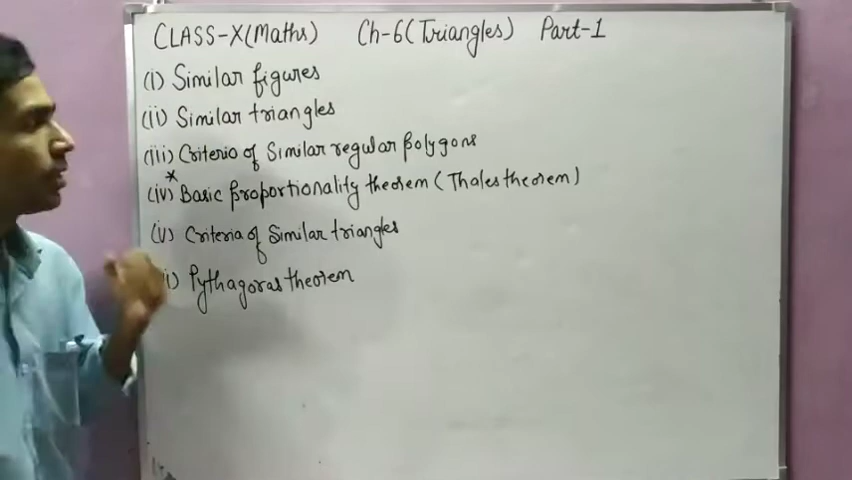 CLASS-X(Maths) Ch-6(Triangles) Part-1
(i) Similar figures
(ii) Similar triangles
(iii) Criteria of Similar regular polygons
*
(iv) Basic proportionality theorem (Thales theorem)
(v) Criteria of Similar triangles
i) Pythagoras theorem